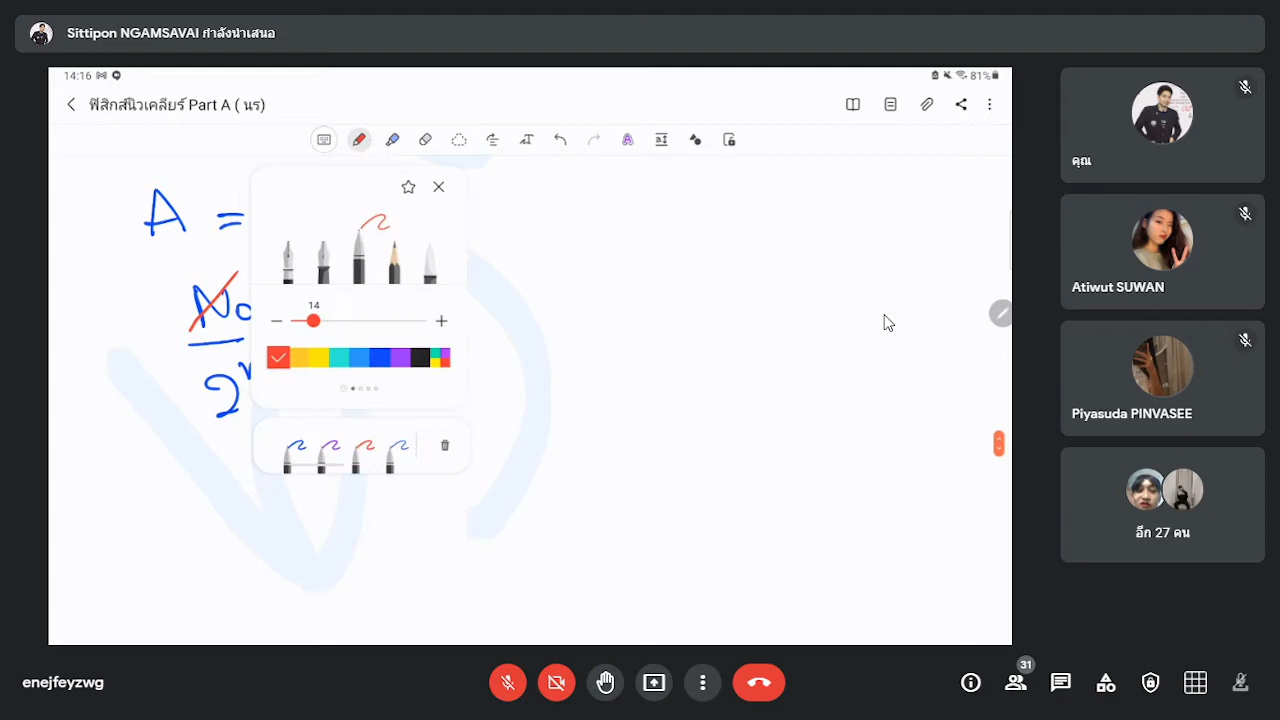 Sittipon NGAMSAVAI กำลังนำเสนอ
14:16
81%
ฟิสิกส์นิวเคลียร์ Part A ( นร)
A =
No
2
14
คุณ
Atiwut SUWAN
Piyasuda PINVASEE
อีก 27 คน
enejfeyzwg
31